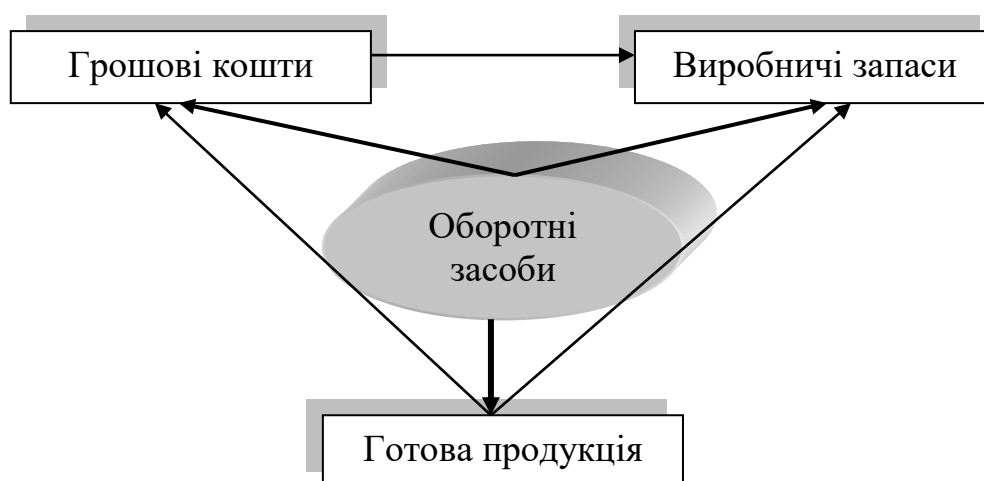 Грошові кошти
Виробничі запаси
Оборотні
засоби
Готова продукція